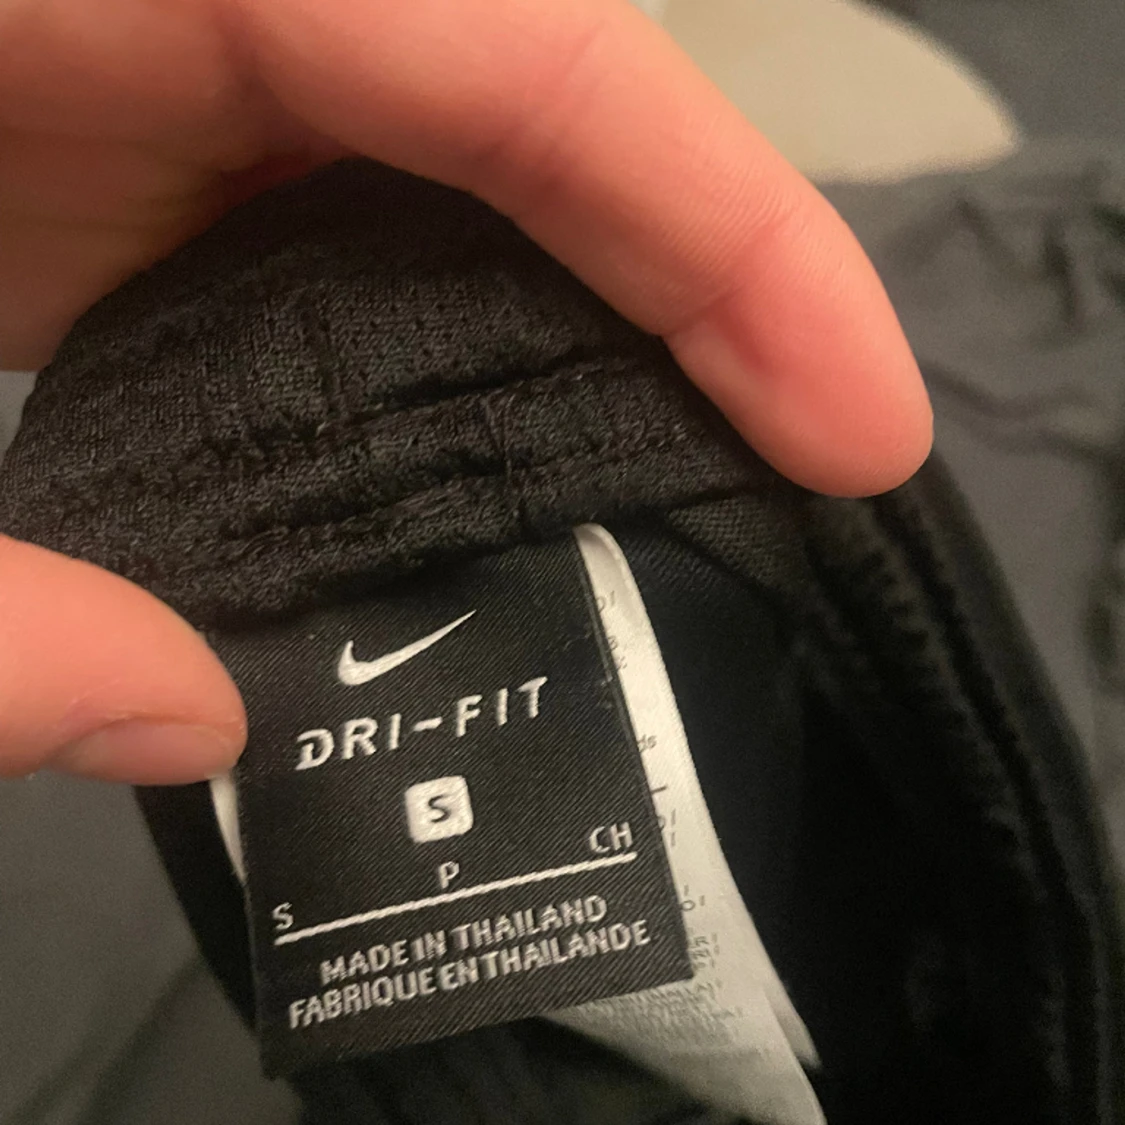 DRI-FIT
S
S P CH
MADE IN THAILAND
FABRIQUE EN THAILANDE